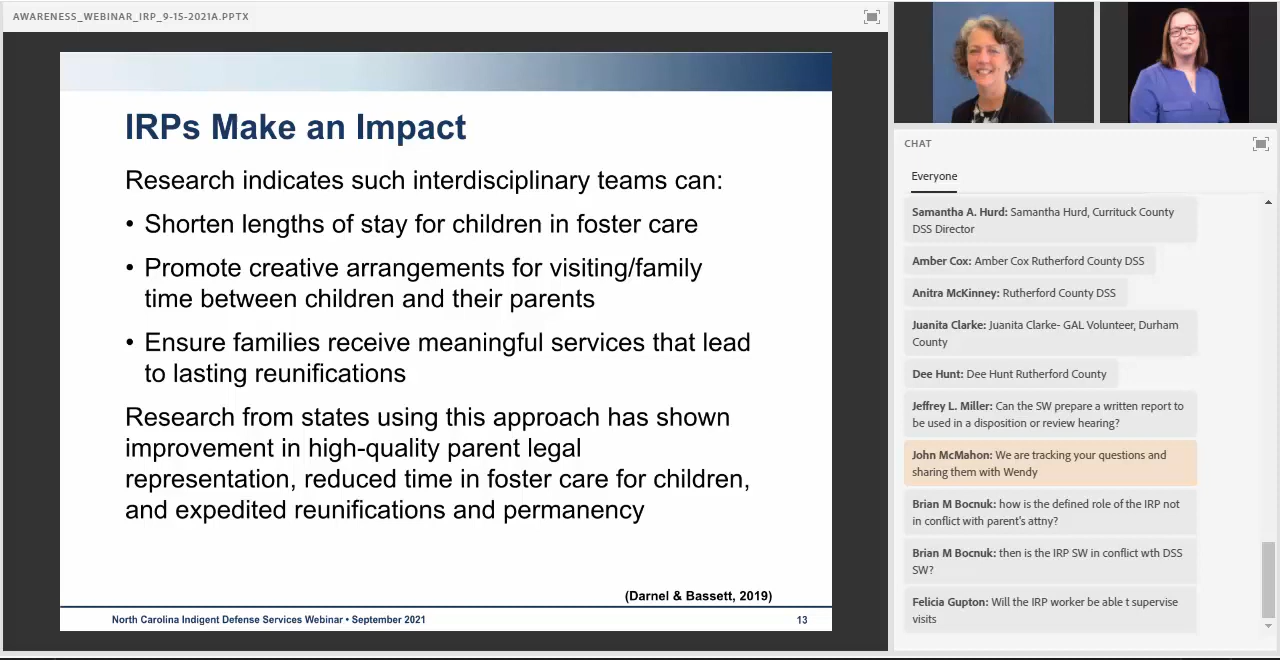 AWARENESS_WEBINAR_IRP_9-15-2021A.PPTX
IRPs Make an Impact
Research indicates such interdisciplinary teams can:
• Shorten lengths of stay for children in foster care
• Promote creative arrangements for visiting/family
time between children and their parents
• Ensure families receive meaningful services that lead
to lasting reunifications
Research from states using this approach has shown
improvement in high-quality parent legal
representation, reduced time in foster care for children,
and expedited reunifications and permanency
(Darnel & Bassett, 2019)
North Carolina Indigent Defense Services Webinar • September 2021
13
CHAT
Everyone
Samantha A. Hurd: Samantha Hurd, Currituck County
DSS Director
Amber Cox: Amber Cox Rutherford County DSS
Anitra McKinney: Rutherford County DSS
Juanita Clarke: Juanita Clarke- GAL Volunteer, Durham
County
Dee Hunt: Dee Hunt Rutherford County
Jeffrey L. Miller: Can the SW prepare a written report to
be used in a disposition or review hearing?
John McMahon: We are tracking your questions and
sharing them with Wendy
Brian M Bocnuk: how is the defined role of the IRP not
in conflict with parent's attny?
Brian M Bocnuk: then is the IRP SW in conflict wth DSS
SW?
Felicia Gupton: Will the IRP worker be able t supervise
visits